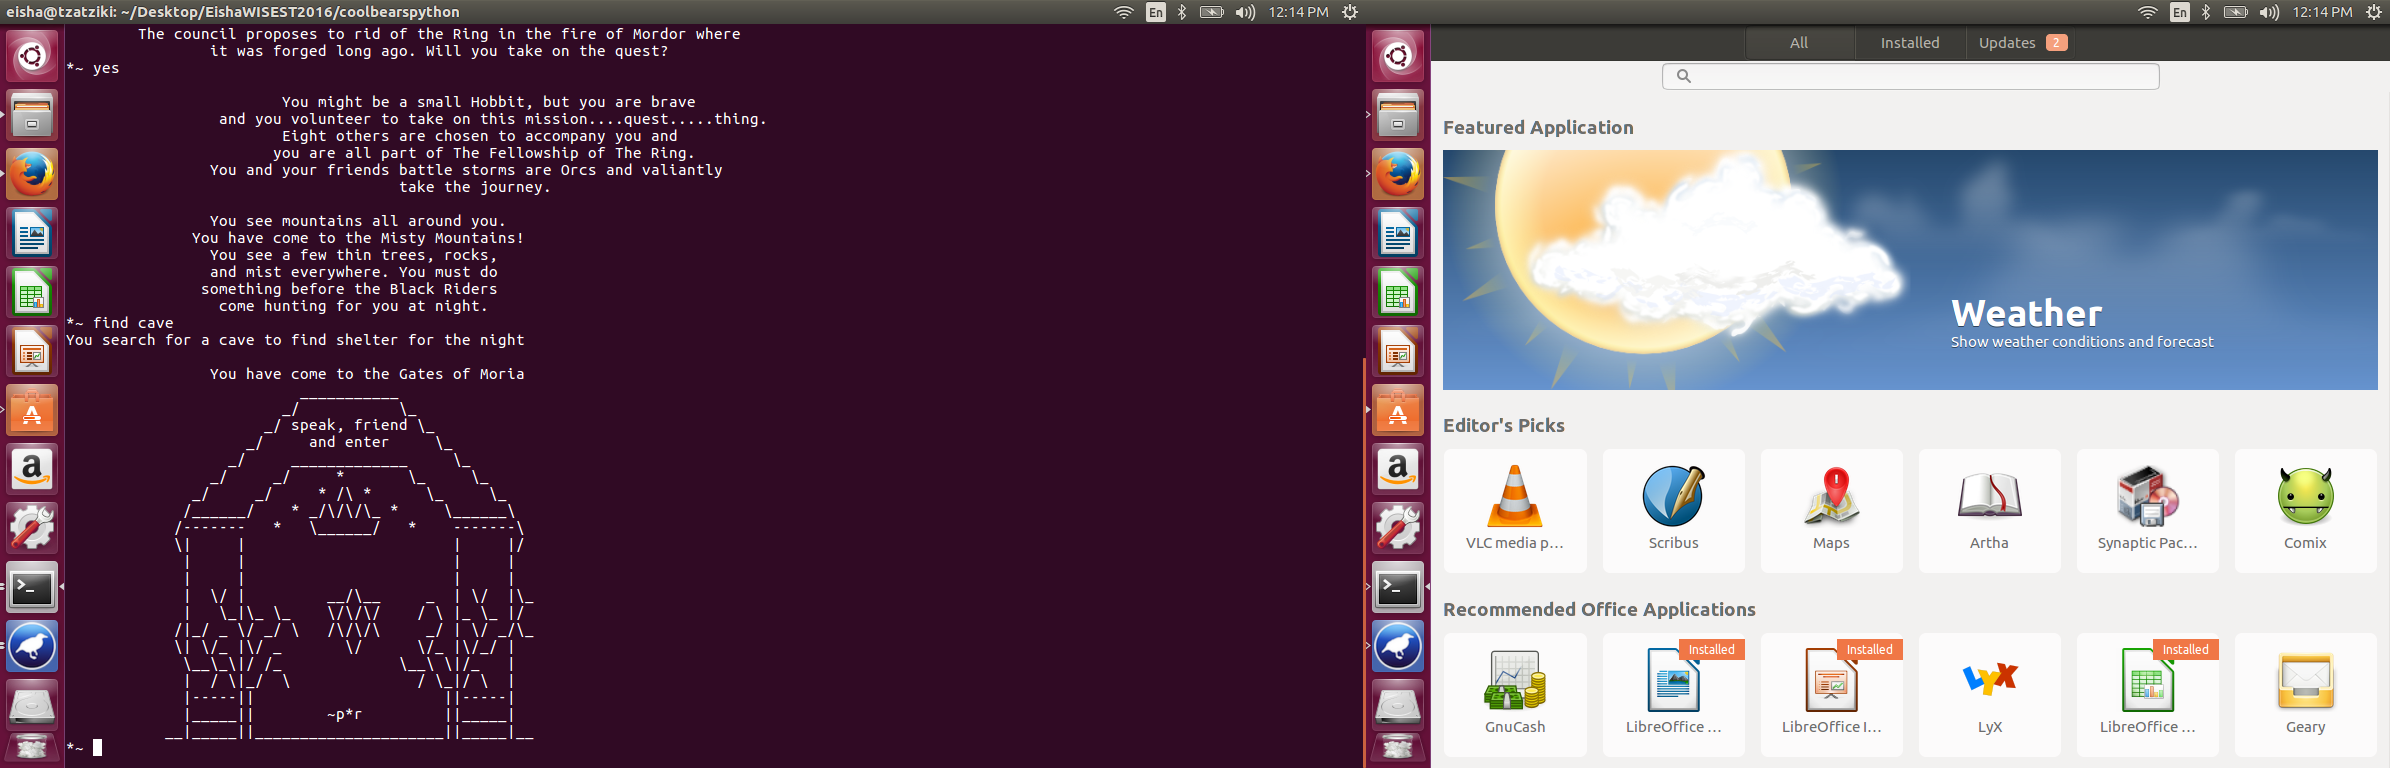 eisha@tzatziki: ~/Desktop/EishaWISEST2016/coolbearspython
En
12:14 PM
The council proposes to rid of the Ring in the fire of Mordor where
it was forged long ago. Will you take on the quest?
*~ yes
You might be a small Hobbit, but you are brave
and you volunteer to take on this mission....quest.....thing.
Eight others are chosen to accompany you and
you are all part of The Fellowship of The Ring.
You and your friends battle storms are Orcs and valiantly
take the journey.
You see mountains all around you.
You have come to the Misty Mountains!
You see a few thin trees, rocks,
and mist everywhere. You must do
something before the Black Riders
come hunting for you at night.
*~ find cave
You search for a cave to find shelter for the night
You have come to the Gates of Moria
speak, friend
and enter
~p*r
*~
En
12:14 PM
All
Installed
Updates 2
Featured Application
Weather
Show weather conditions and forecast
Editor's Picks
VLC media p...
Scribus
Maps
Artha
Synaptic Pac...
Comix
Recommended Office Applications
Installed
Installed
Installed
GnuCash
LibreOffice ...
LibreOffice I...
LyX
LibreOffice ...
Geary